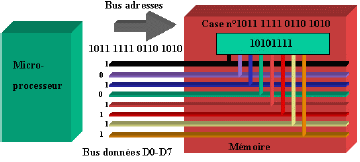 Bus adresses
Case n°1011 1111 0110 1010
1011 1111 0110 1010
10101111
Micro-
processeur
1
0
1
0
1
1
1
1
Mémoire
Bus données D0-D7